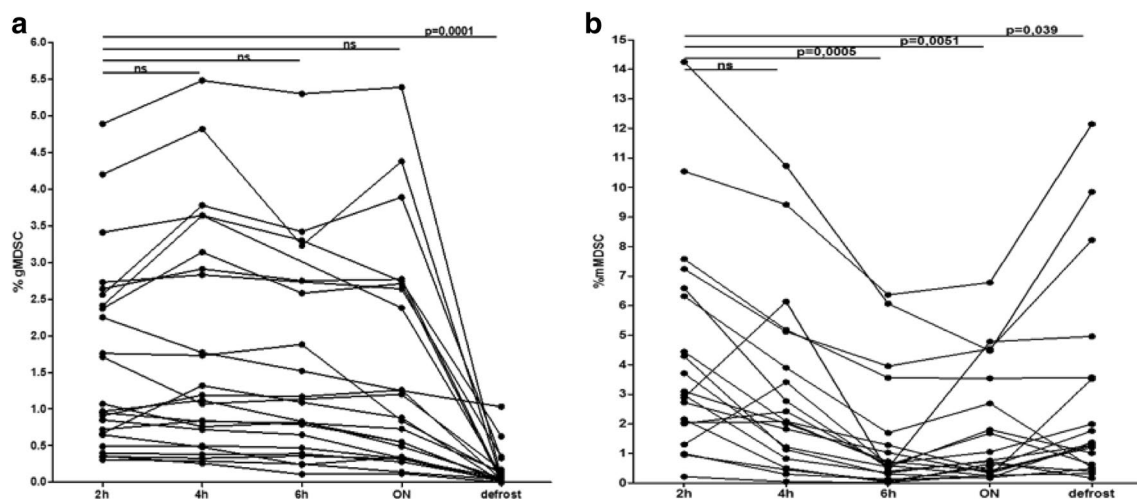 a
p=0,0001
ns
ns
ns
6.0
5.5
5.0
4.5
4.0
3.5
3.0
2.5
2.0
1.5
1.0
0.5
0.0
% gMDSC
2h
4h
6h
ON
defrost
b
p=0,039
p=0,0051
p=0,0005
ns
15
14
13
12
11
10
9
8
7
6
5
4
3
2
1
0
%mMDSC
2h
4h
6h
ON
defrost